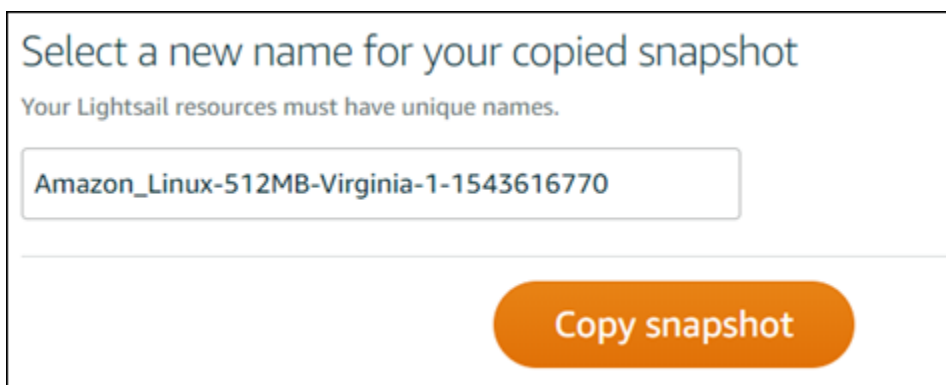 Select a new name for your copied snapshot
Your Lightsail resources must have unique names.
Amazon_Linux-512MB-Virginia-1-1543616770
Copy snapshot